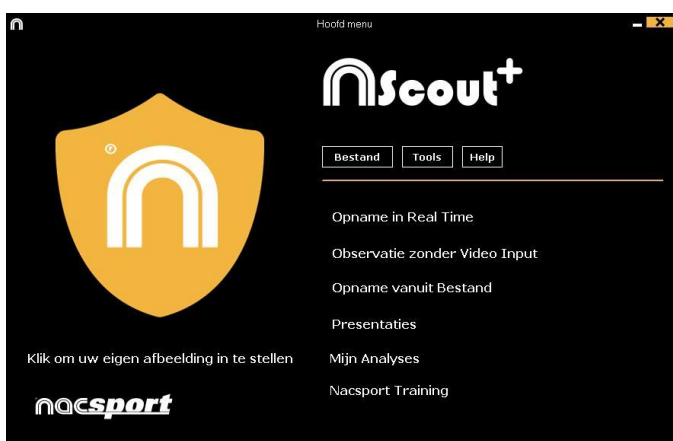 Hoofd menu
Scout+
Bestand Tools Help
Opname in Real Time
Observatie zonder Video Input
Opname vanuit Bestand
Presentaties
Klik om uw eigen afbeelding in te stellen
Mijn Analyses
Nacsport Training
nacsport